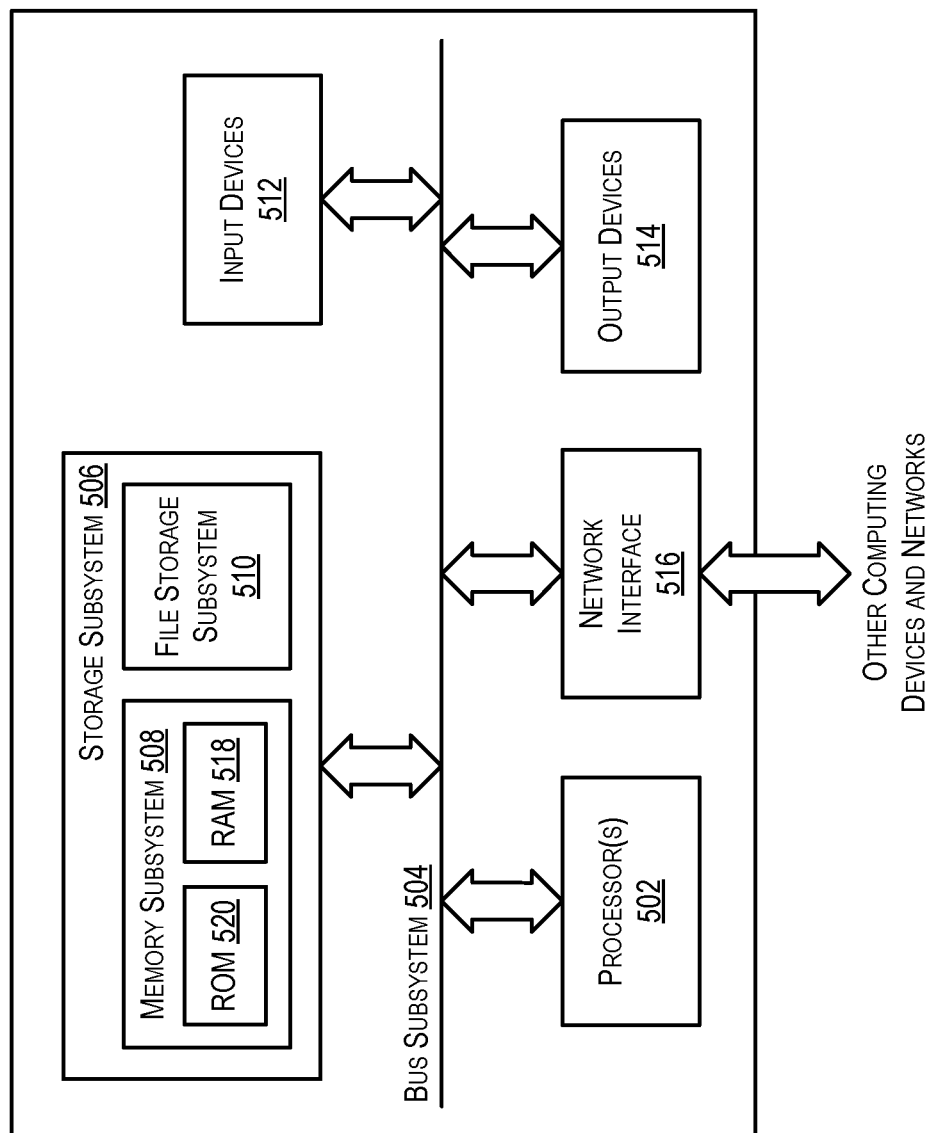 STORAGE SUBSYSTEM 506
MEMORY SUBSYSTEM 508
ROM 520
RAM 518
FILE STORAGE
SUBSYSTEM
510
INPUT DEVICES
512
BUS SUBSYSTEM 504
PROCESSOR(S)
502
NETWORK
INTERFACE
516
OUTPUT DEVICES
514
OTHER COMPUTING
DEVICES AND NETWORKS